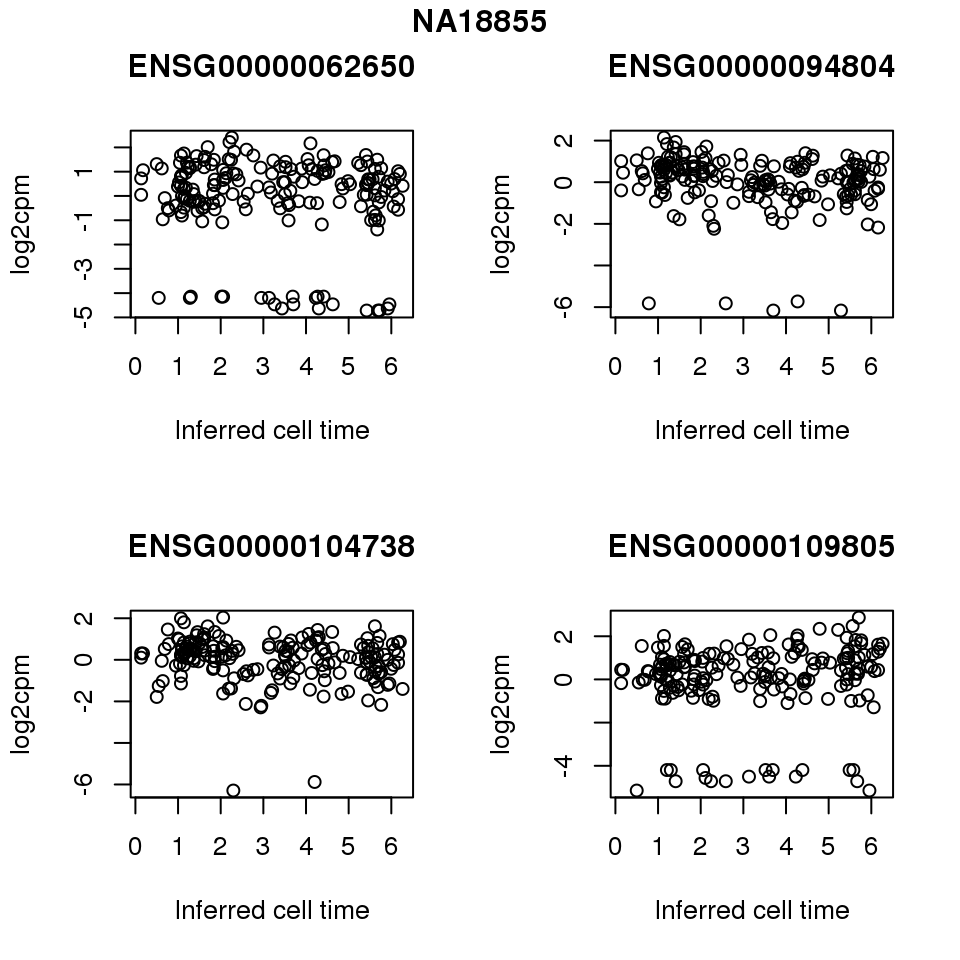 NA18855
ENSG00000062650
log2cpm
1
-1
-3
-5
0 1 2 3 4 5 6
Inferred cell time
ENSG00000094804
log2cpm
2
0
-2
-6
0 1 2 3 4 5 6
Inferred cell time
ENSG00000104738
log2cpm
2
0
-2
-6
0 1 2 3 4 5 6
Inferred cell time
ENSG00000109805
log2cpm
2
0
-4
0 1 2 3 4 5 6
Inferred cell time